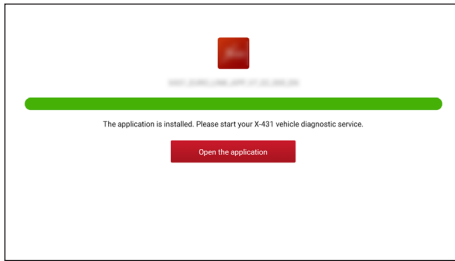 The application is installed. Please start your X-431 vehicle diagnostic service.
Open the application